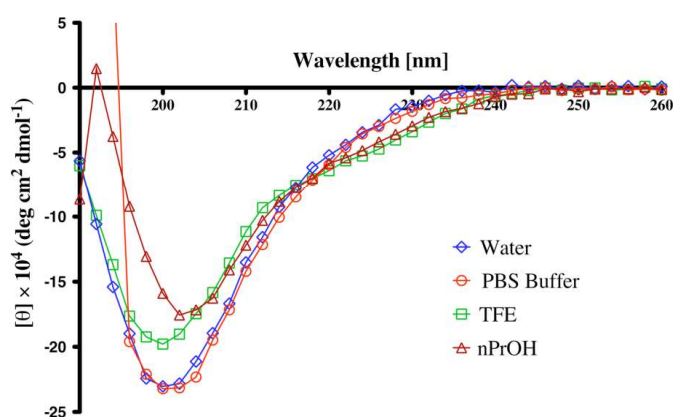 5
Wavelength [nm]
0
200
210
220
230
240
250
260
-5
-10
-15
-20
-25
[θ] × 10⁴ (deg cm² dmol⁻¹)
Water
PBS Buffer
TFE
nPrOH